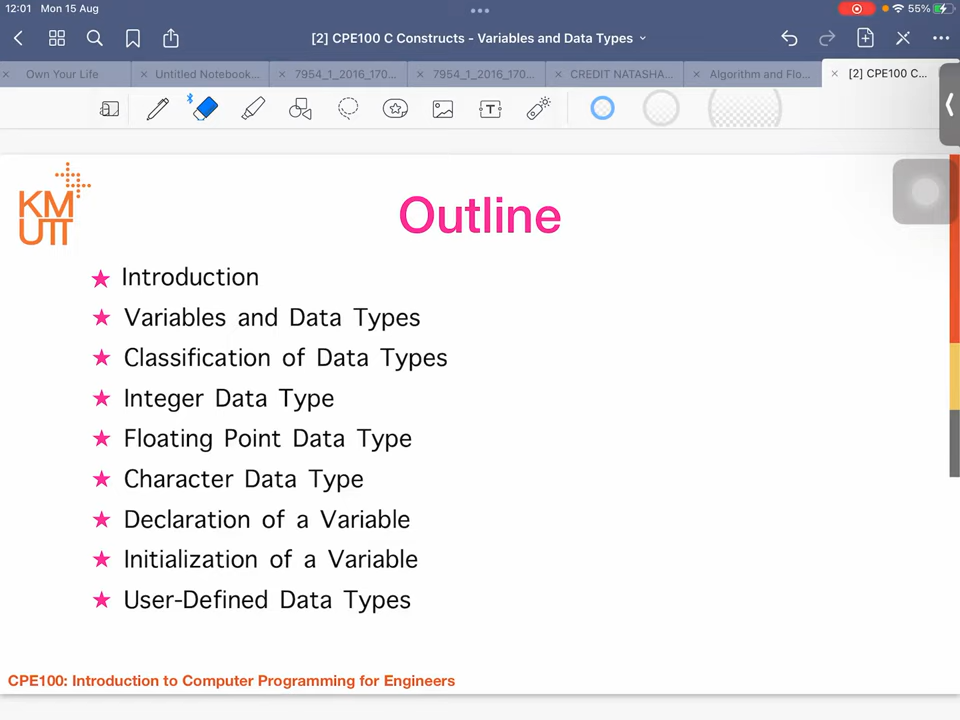 12:01 Mon 15 Aug
55%
[2] CPE100 C Constructs - Variables and Data Types
Own Your Life
Untitled Notebook...
7954_1_2016_170...
7954_1_2016_170...
CREDIT NATASHA...
Algorithm and Flo...
[2] CPE100 C...
KM
UTT
Outline
★ Introduction
★ Variables and Data Types
★ Classification of Data Types
★ Integer Data Type
★ Floating Point Data Type
★ Character Data Type
★ Declaration of a Variable
★ Initialization of a Variable
★ User-Defined Data Types
CPE100: Introduction to Computer Programming for Engineers